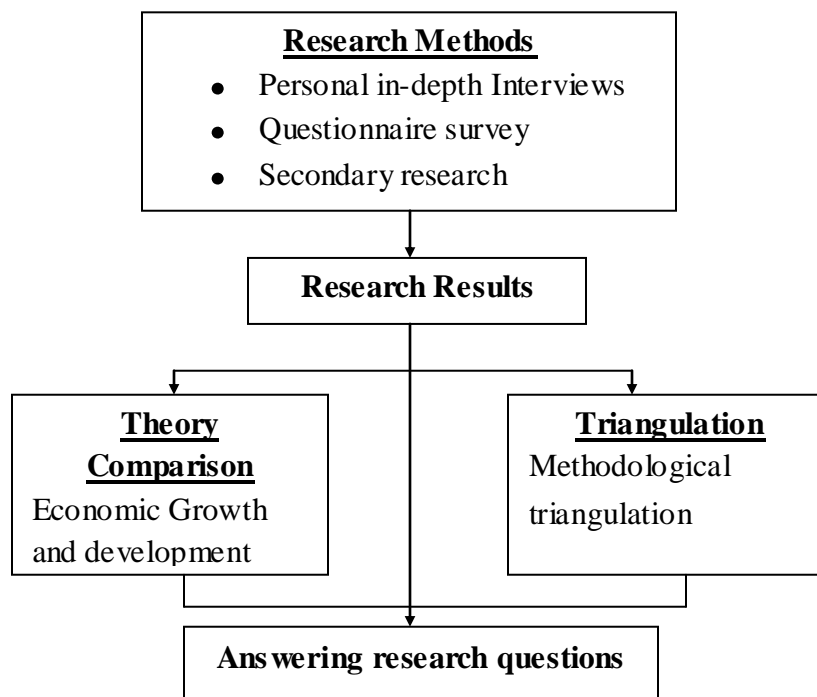 Research Methods
● Personal in-depth Interviews
● Questionnaire survey
● Secondary research
Research Results
Theory
Comparison
Economic Growth
and development
Triangulation
Methodological
triangulation
Answering research questions